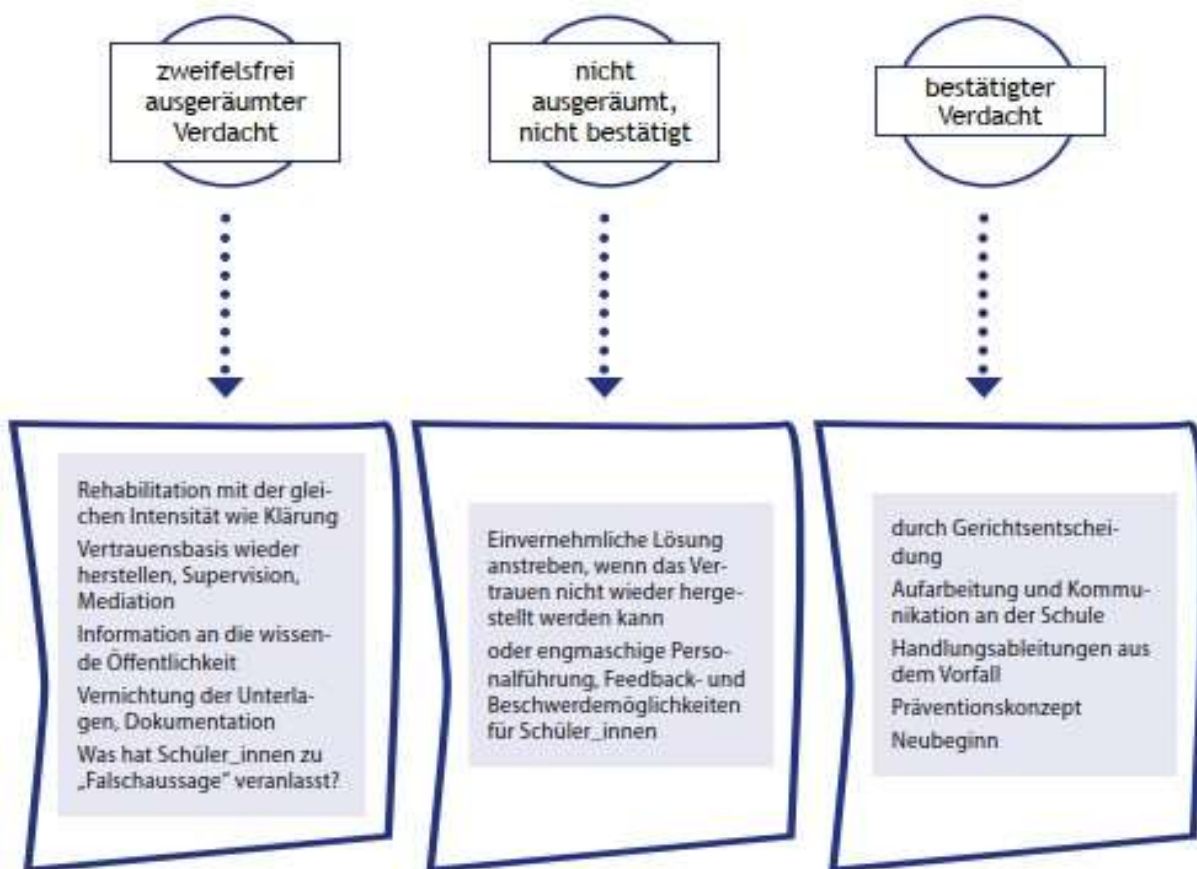 zweifelsfrei
ausgeräumter
Verdacht
nicht
ausgeräumt,
nicht bestätigt
bestätigter
Verdacht
Rehabilitation mit der glei-
chen Intensität wie Klärung
Vertrauensbasis wieder
herstellen, Supervision,
Mediation
Information an die wissen-
de Öffentlichkeit
Vernichtung der Unterla-
gen, Dokumentation
Was hat Schüler_innen zu
„Falschaussage“ veranlasst?
Einvernehmliche Lösung
anstreben, wenn das Ver-
trauen nicht wieder herge-
stellt werden kann
oder engmaschige Perso-
nalführung, Feedback- und
Beschwerdemöglichkeiten
für Schüler_innen
durch Gerichtsentschei-
dung
Aufarbeitung und Kommu-
nikation an der Schule
Handlungsableitungen aus
dem Vorfall
Präventionskonzept
Neubeginn